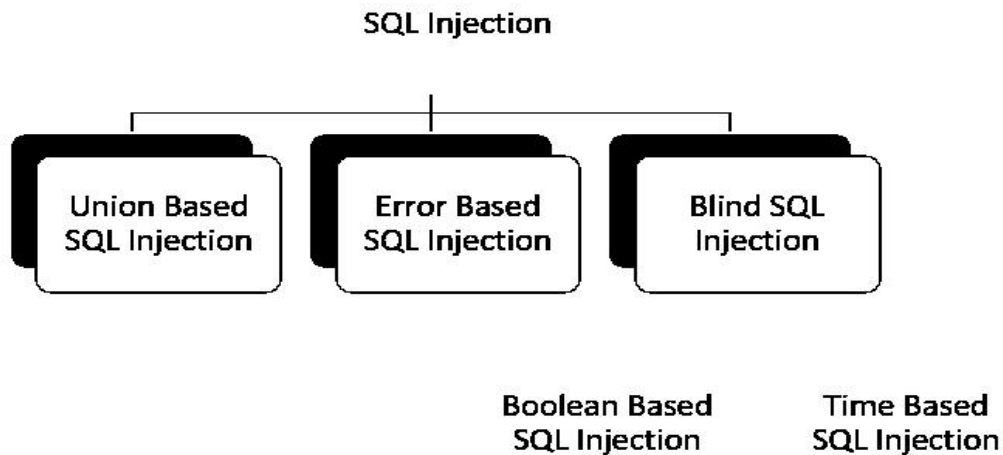 SQL Injection
Union Based
SQL Injection
Error Based
SQL Injection
Blind SQL
Injection
Boolean Based
SQL Injection
Time Based
SQL Injection